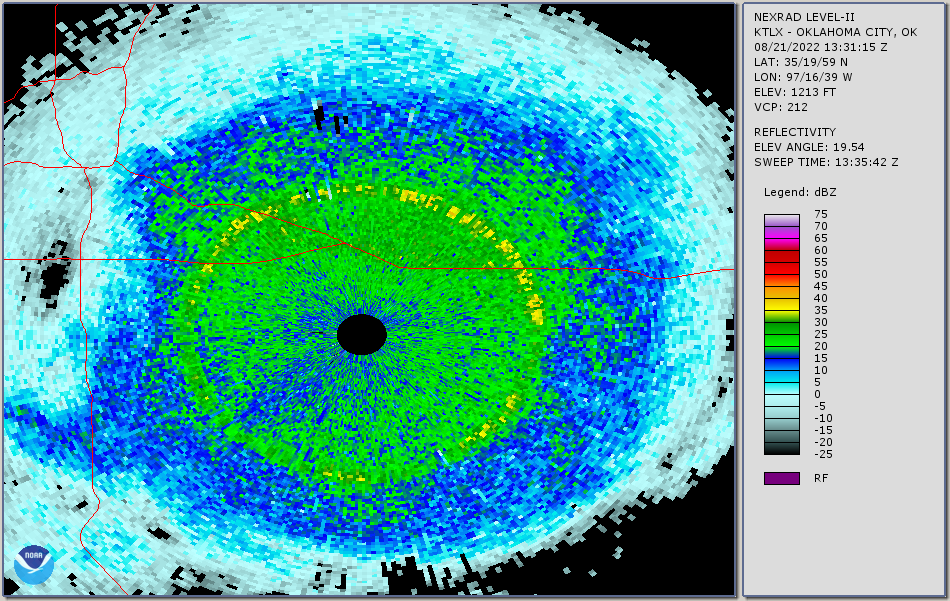 NEXRAD LEVEL-II
KTLX - OKLAHOMA CITY, OK
08/21/2022 13:31:15 Z
LAT: 35/19/59 N
LON: 97/16/39 W
ELEV: 1213 FT
VCP: 212
REFLECTIVITY
ELEV ANGLE: 19.54
SWEEP TIME: 13:35:42 Z
Legend: dBZ
75
70
65
60
55
50
45
40
35
30
25
20
15
10
5
0
-5
-10
-15
-20
-25
RF
NOAA